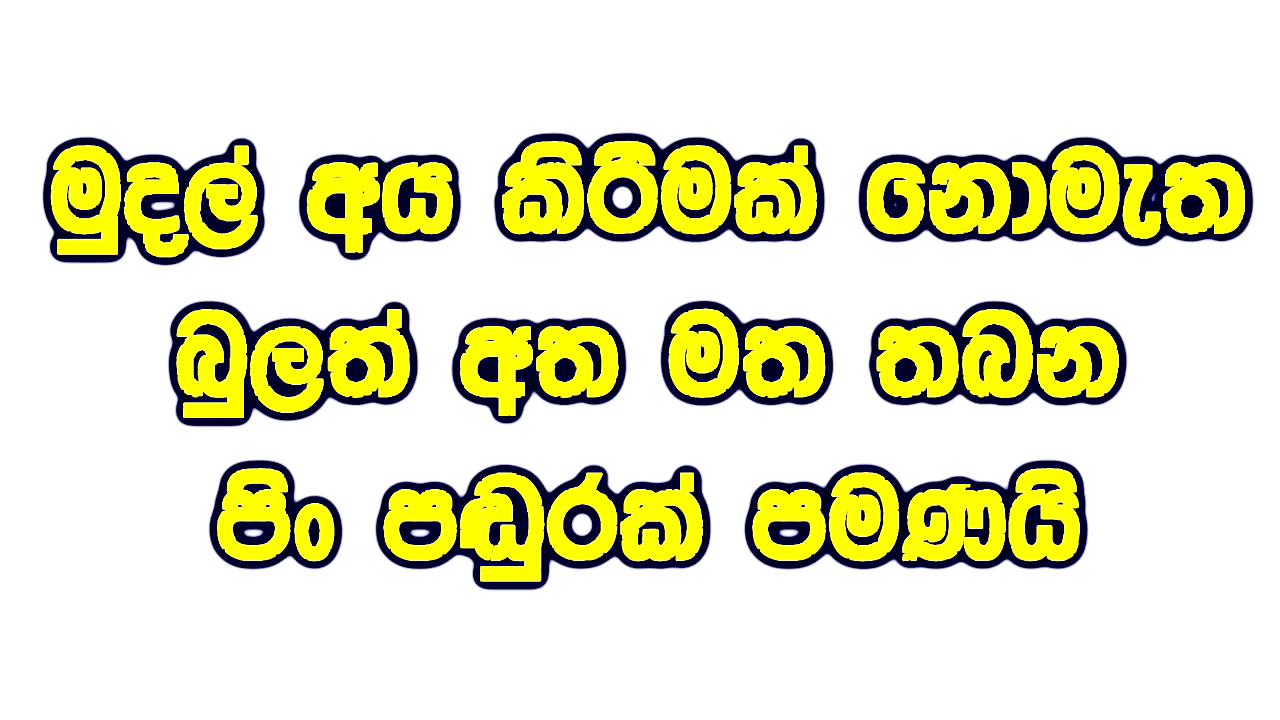 මුදල් අය කිරීමක් නොමැත
බුලත් අත මත තබන
පිං පඬුරක් පමණයි